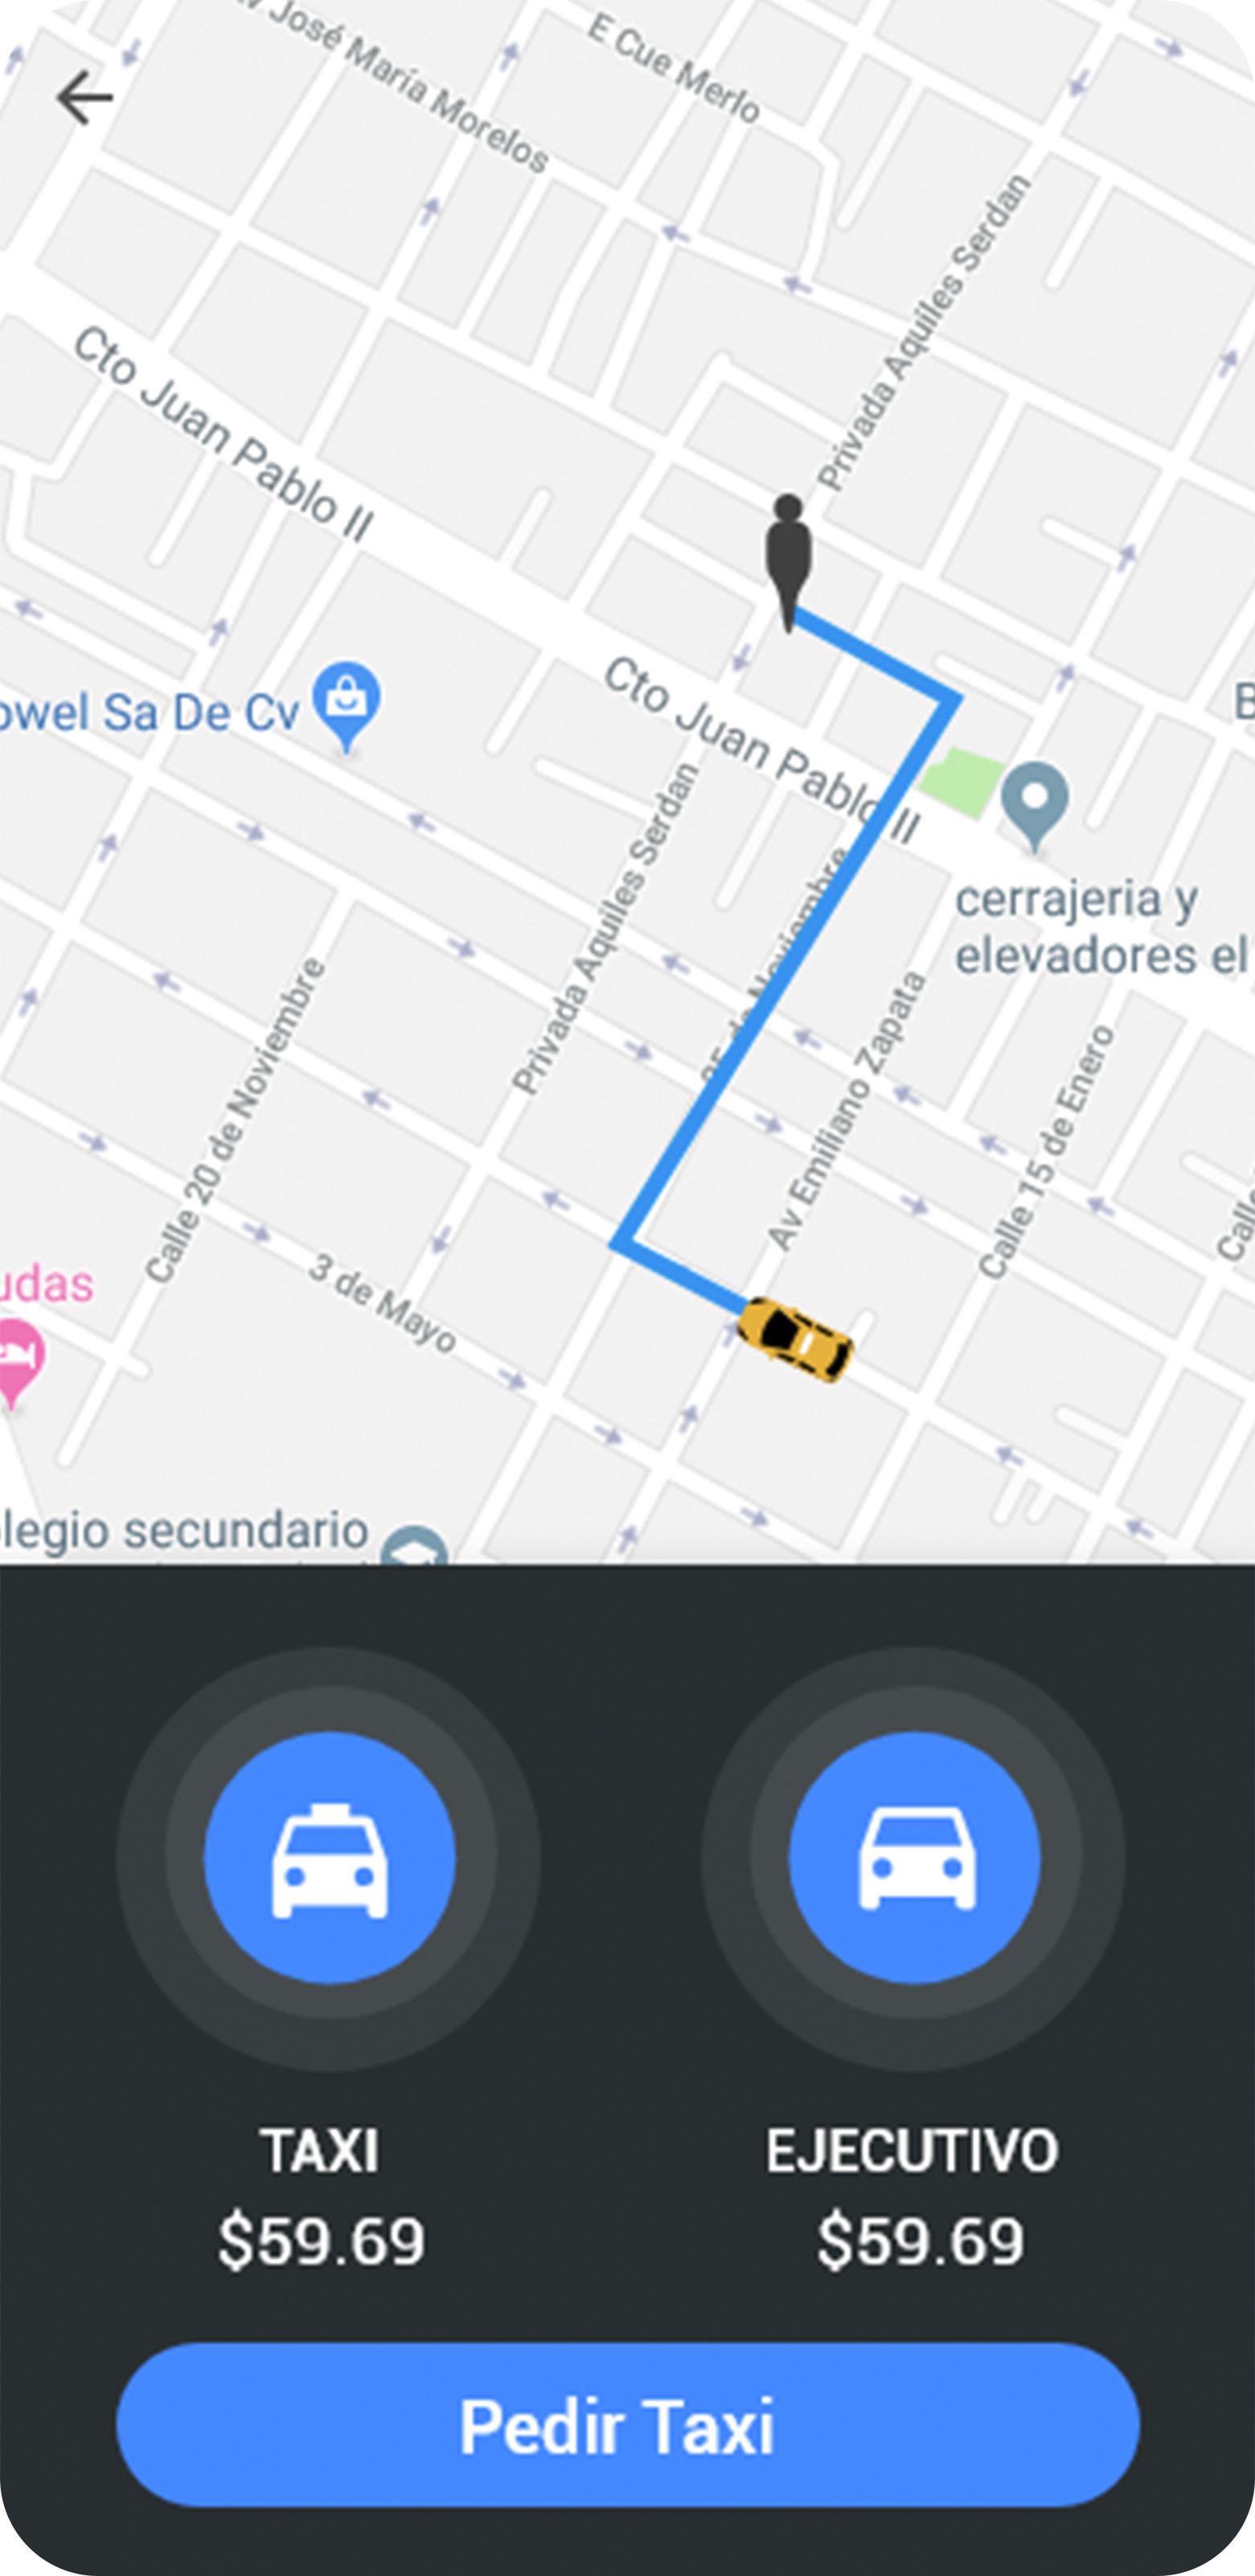 José María Morelos
E Cue Merlo
Privada Aquiles Serdan
Cto Juan Pablo II
Cto Juan Pablo II
owel Sa De Cv
B
Privada Aquiles Serdan
cerrajeria y
elevadores el
Noviembre
Av Emiliano Zapata
Calle 15 de Enero
Calle 20 de Noviembre
Calle
3 de Mayo
udas
legio secundario
TAXI
EJECUTIVO
$59.69
$59.69
Pedir Taxi